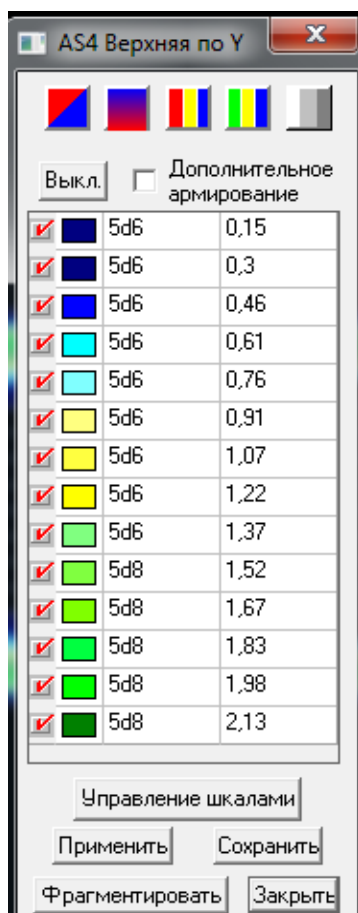 AS4 Верхняя по Y
Выкл.
Дополнительное
армирование
5d6 0,15
5d6 0,3
5d6 0,46
5d6 0,61
5d6 0,76
5d6 0,91
5d6 1,07
5d6 1,22
5d6 1,37
5d8 1,52
5d8 1,67
5d8 1,83
5d8 1,98
5d8 2,13
Управление шкалами
Применить Сохранить
Фрагментировать Закрыть